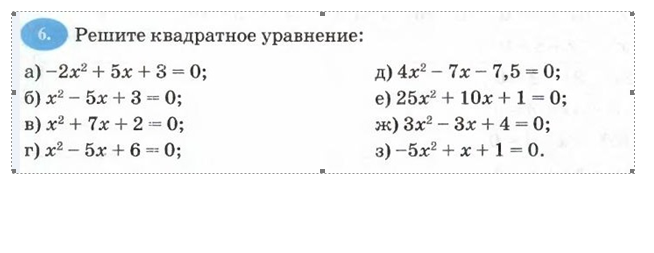 6. Решите квадратное уравнение:
а) –2x² + 5x + 3 = 0;
б) x² – 5x + 3 = 0;
в) x² + 7x + 2 = 0;
г) x² – 5x + 6 = 0;
д) 4x² – 7x – 7,5 = 0;
е) 25x² + 10x + 1 = 0;
ж) 3x² – 3x + 4 = 0;
з) –5x² + x + 1 = 0.